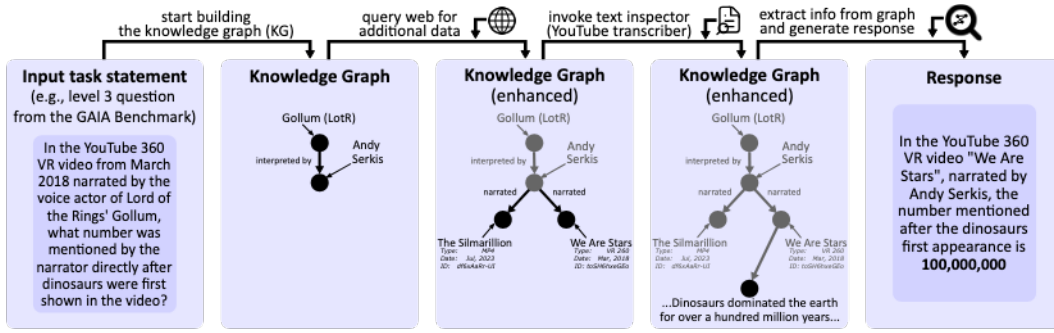 start building
the knowledge graph (KG)
query web for
additional data
invoke text inspector
(YouTube transcriber)
extract info from graph
and generate response
Input task statement
(e.g., level 3 question
from the GAIA Benchmark)
In the YouTube 360
VR video from March
2018 narrated by the
voice actor of Lord of
the Rings' Gollum,
what number was
mentioned by the
narrator directly after
dinosaurs were first
shown in the video?
Knowledge Graph
Gollum (LotR)
Andy
Serkis
interpreted by
Knowledge Graph
(enhanced)
Gollum (LotR)
Andy
Serkis
interpreted by
narrated
narrated
The Silmarillion
Type: MP4
Date: Jul, 2023
We Are Stars
Type: VR 260
Date: Mar, 2018
Knowledge Graph
(enhanced)
Gollum (LotR)
Andy
Serkis
interpreted by
narrated
narrated
The Silmarillion
Type: MP4
Date: Jul, 2023
We Are Stars
Type: VR 260
Date: Mar, 2018
...Dinosaurs dominated the earth
for over a hundred million years...
Response
In the YouTube 360
VR video "We Are
Stars", narrated by
Andy Serkis, the
number mentioned
after the dinosaurs
first appearance is
100,000,000